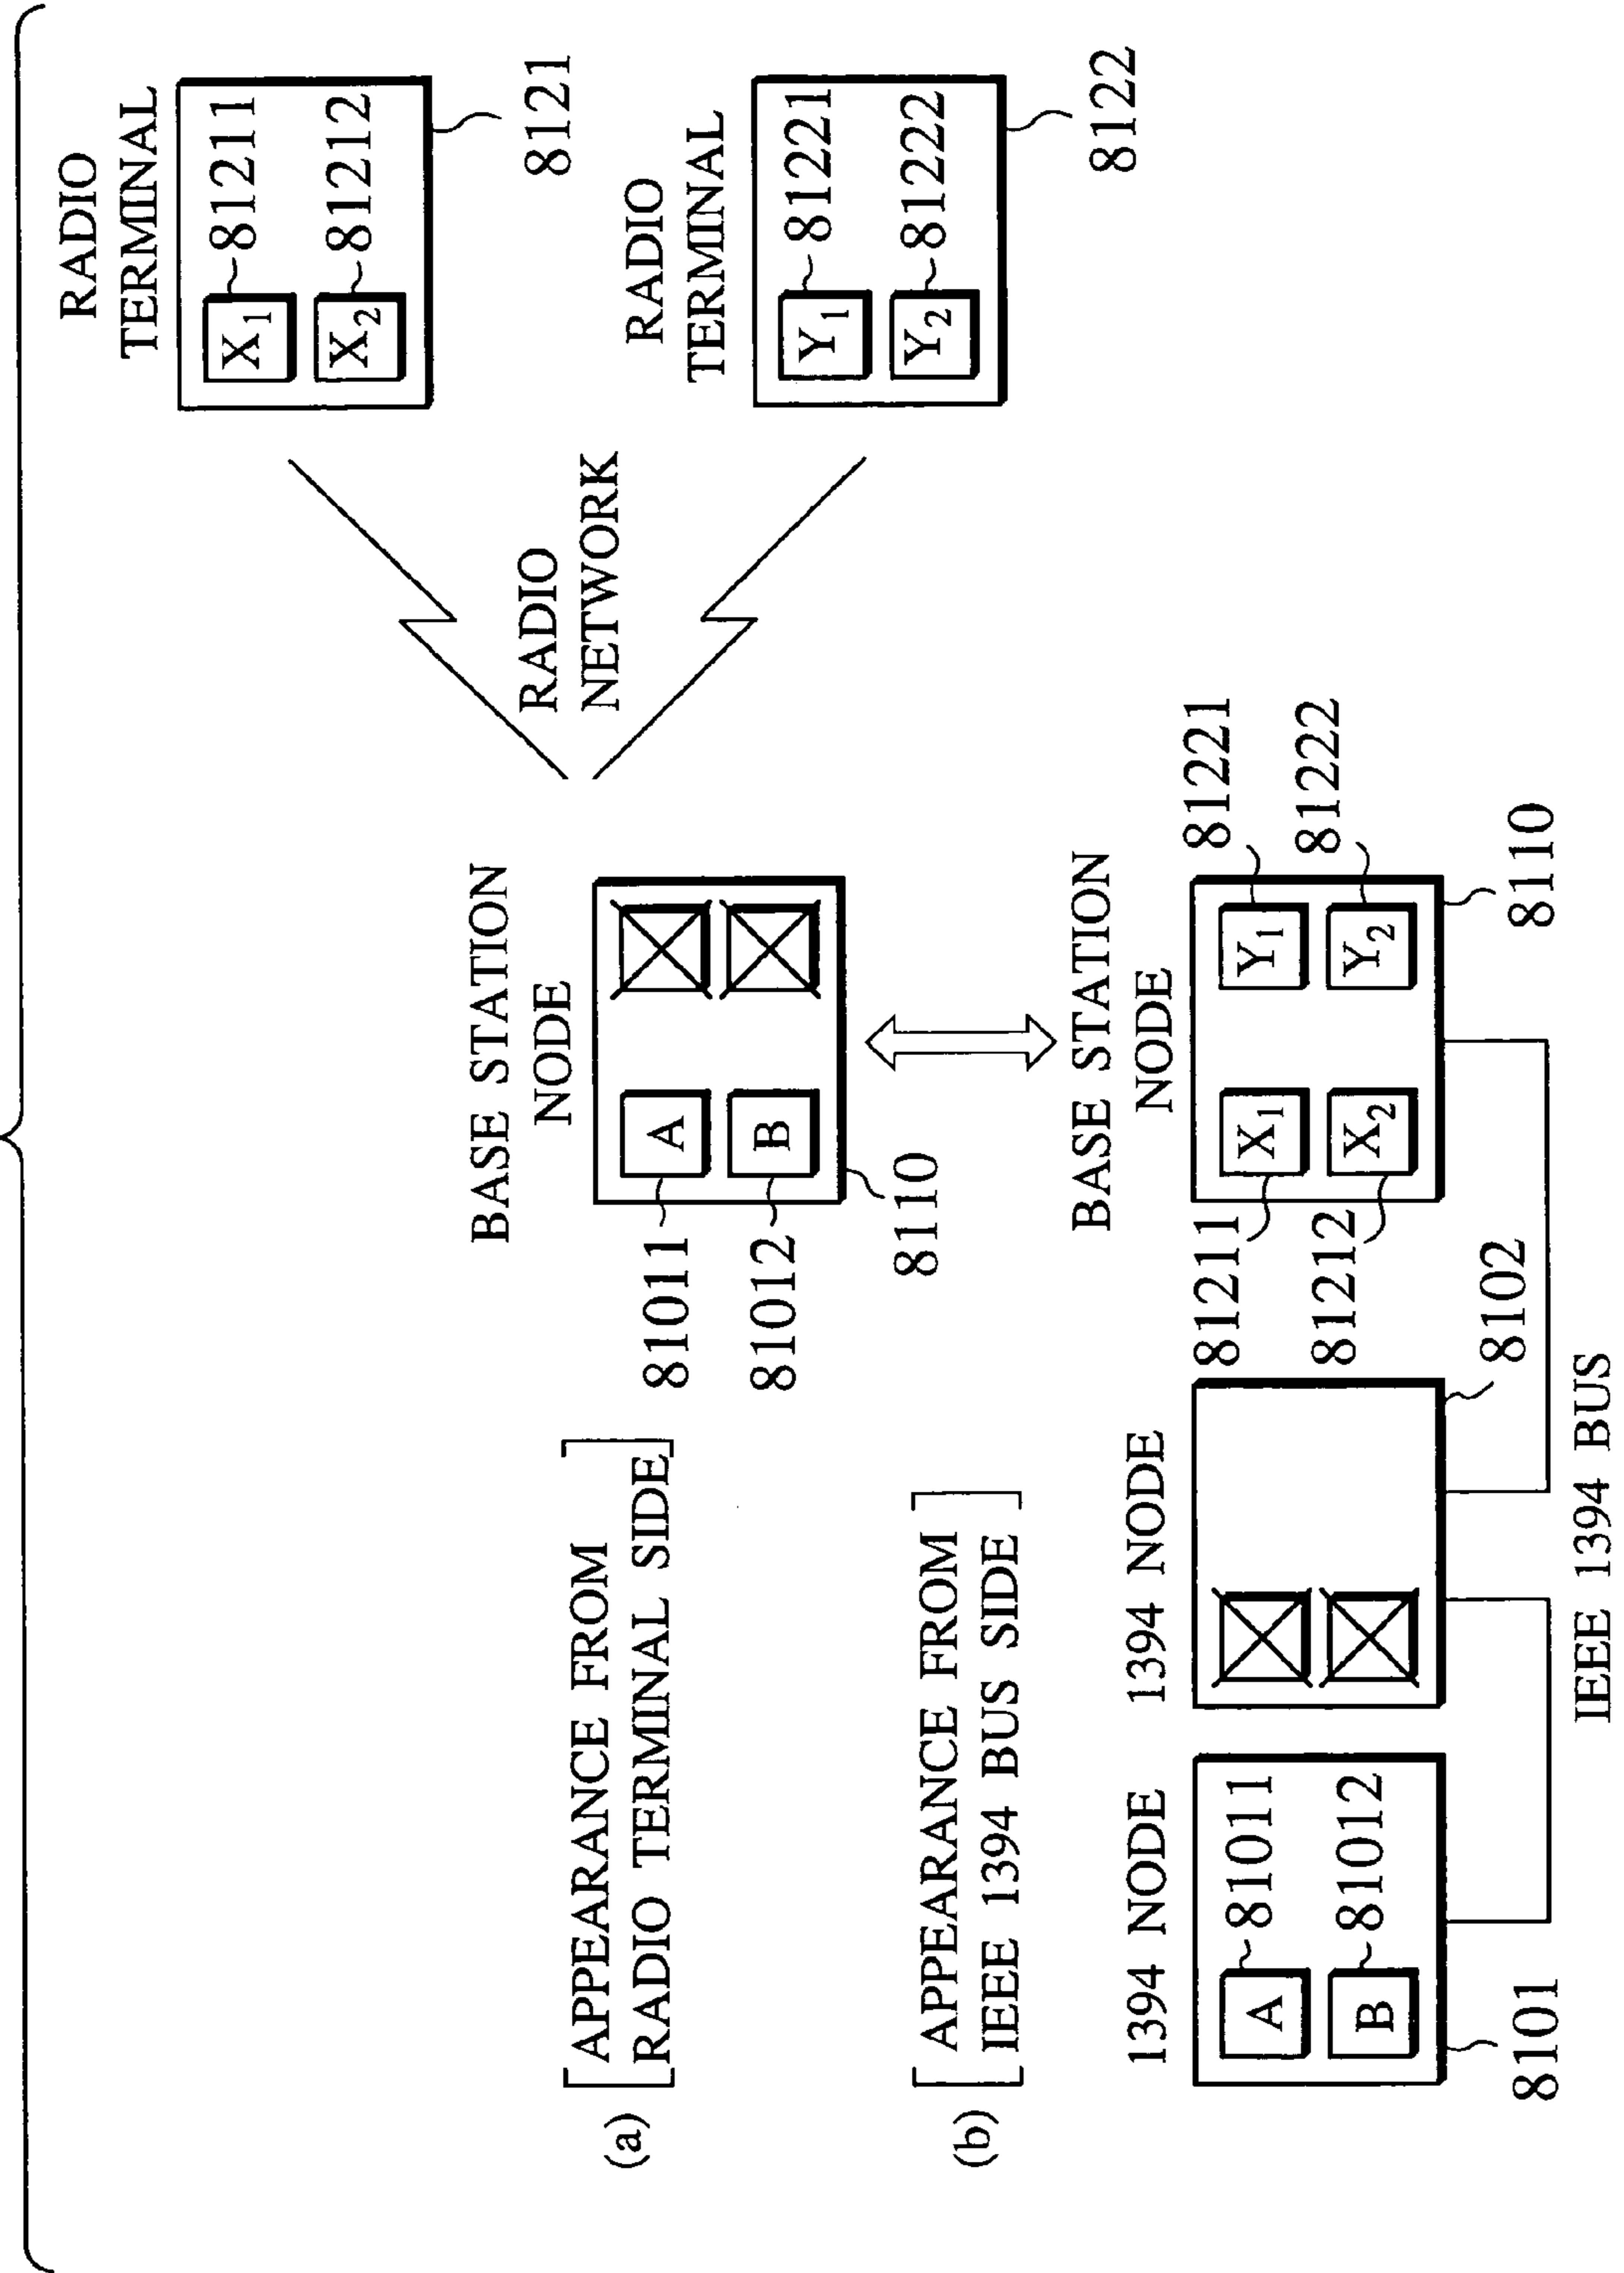 RADIO
TERMINAL
X1
81211
X2
81212
8121
RADIO
TERMINAL
Y1
81221
Y2
81222
8122
RADIO
NETWORK
(a)
APPEARANCE FROM
RADIO TERMINAL SIDE
BASE STATION
NODE
81011
A
81012
B
8110
(b)
APPEARANCE FROM
IEEE 1394 BUS SIDE
1394 NODE
A
81011
B
81012
8101
1394 NODE
8102
BASE STATION
NODE
81211
X1
81212
X2
Y1
81221
Y2
81222
8110
IEEE 1394 BUS